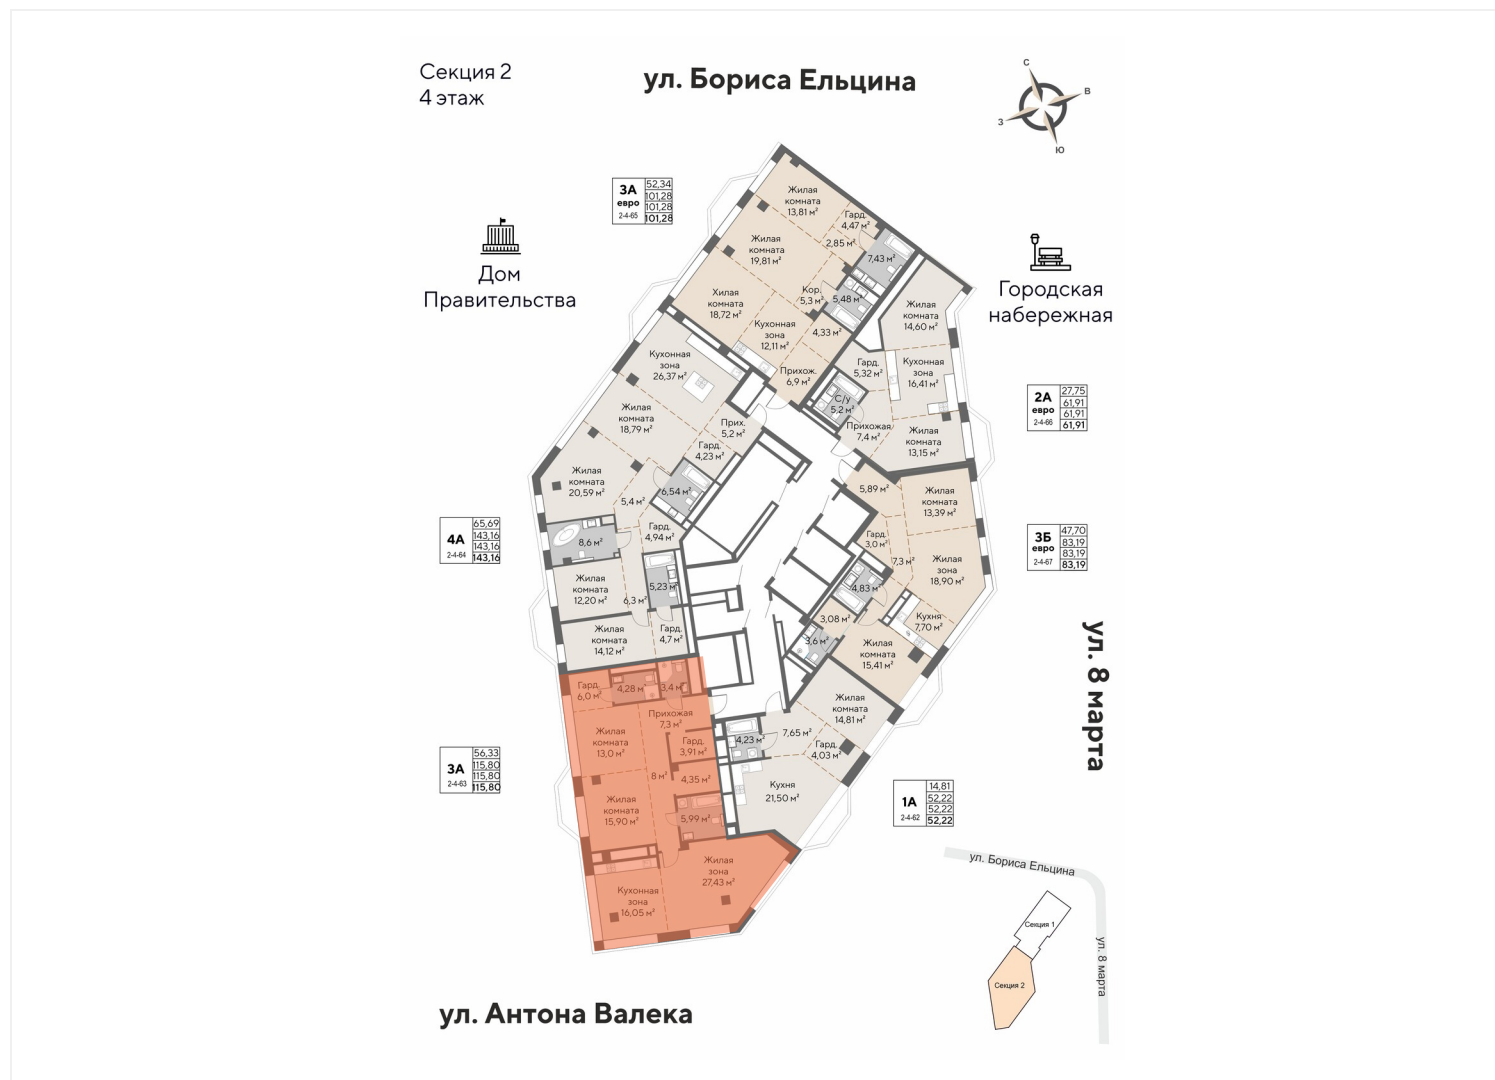 Секция 2
4 этаж
ул. Бориса Ельцина
С
В
З
Ю
Дом
Правительства
Городская
набережная
3А
евро
2-4-65
52,34
101,28
101,28
101,28
Жилая
комната
13,81 м²
Гард.
4,47 м²
2,85 м²
7,43 м²
Жилая
комната
19,81 м²
Кор.
5,3 м²
5,48 м²
Хилая
комната
18,72 м²
Кухонная
зона
12,11 м²
4,33 м²
Прихож.
6,9 м²
Жилая
комната
14,60 м²
Гард.
5,32 м²
Кухонная
зона
16,41 м²
С/у
5,2 м²
Прихожая
7,4 м²
Жилая
комната
13,15 м²
2А
евро
2-4-66
27,75
61,91
61,91
61,91
Кухонная
зона
26,37 м²
Жилая
комната
18,79 м²
Прих.
5,2 м²
Гард.
4,23 м²
Жилая
комната
20,59 м²
6,54 м²
5,4 м²
Гард.
4,94 м²
8,6 м²
Жилая
комната
12,20 м²
5,23 м²
6,3 м²
Жилая
комната
14,12 м²
Гард.
4,7 м²
4А
2-4-64
65,69
143,16
143,16
143,16
5,89 м²
Жилая
комната
13,39 м²
Гард.
3,0 м²
7,3 м²
Жилая
зона
18,90 м²
4,83 м²
3,08 м²
Кухня
7,70 м²
3,6 м²
Жилая
комната
15,41 м²
3Б
евро
2-4-67
47,70
83,19
83,19
83,19
ул. 8 марта
Гард.
6,0 м²
4,28 м²
3,4 м²
Прихожая
7,3 м²
Жилая
комната
13,0 м²
Гард.
3,91 м²
8 м²
4,35 м²
Жилая
комната
15,90 м²
5,99 м²
Жилая
зона
27,43 м²
Кухонная
зона
16,05 м²
3А
2-4-63
56,33
115,80
115,80
115,80
Жилая
комната
14,81 м²
4,23 м²
7,65 м²
Гард.
4,03 м²
Кухня
21,50 м²
1А
2-4-62
14,81
52,22
52,22
52,22
ул. Бориса Ельцина
Секция 1
ул. 8 марта
Секция 2
ул. Антона Валека